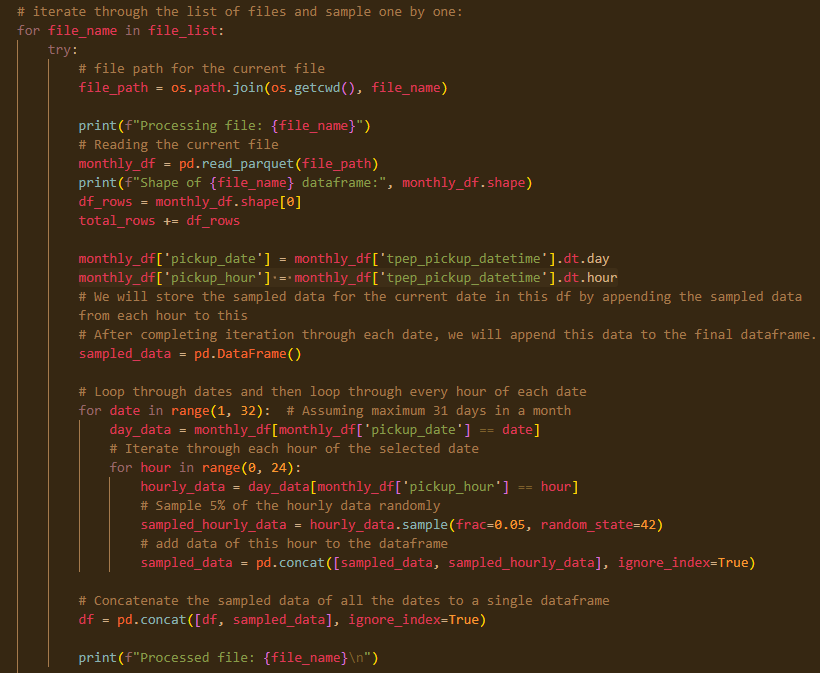 # iterate through the list of files and sample one by one:
for file_name in file_list:
    try:
        # file path for the current file
        file_path = os.path.join(os.getcwd(), file_name)

        print(f"Processing file: {file_name}")
        # Reading the current file
        monthly_df = pd.read_parquet(file_path)
        print(f"Shape of {file_name} dataframe:", monthly_df.shape)
        df_rows = monthly_df.shape[0]
        total_rows += df_rows

        monthly_df['pickup_date'] = monthly_df['tpep_pickup_datetime'].dt.day
        monthly_df['pickup_hour'] = monthly_df['tpep_pickup_datetime'].dt.hour
        # We will store the sampled data for the current date in this df by appending the sampled data
        from each hour to this
        # After completing iteration through each date, we will append this data to the final dataframe.
        sampled_data = pd.DataFrame()

        # Loop through dates and then loop through every hour of each date
        for date in range(1, 32):  # Assuming maximum 31 days in a month
            day_data = monthly_df[monthly_df['pickup_date'] == date]
            # Iterate through each hour of the selected date
            for hour in range(0, 24):
                hourly_data = day_data[monthly_df['pickup_hour'] == hour]
                # Sample 5% of the hourly data randomly
                sampled_hourly_data = hourly_data.sample(frac=0.05, random_state=42)
                # add data of this hour to the dataframe
                sampled_data = pd.concat([sampled_data, sampled_hourly_data], ignore_index=True)

        # Concatenate the sampled data of all the dates to a single dataframe
        df = pd.concat([df, sampled_data], ignore_index=True)

        print(f"Processed file: {file_name}\n")